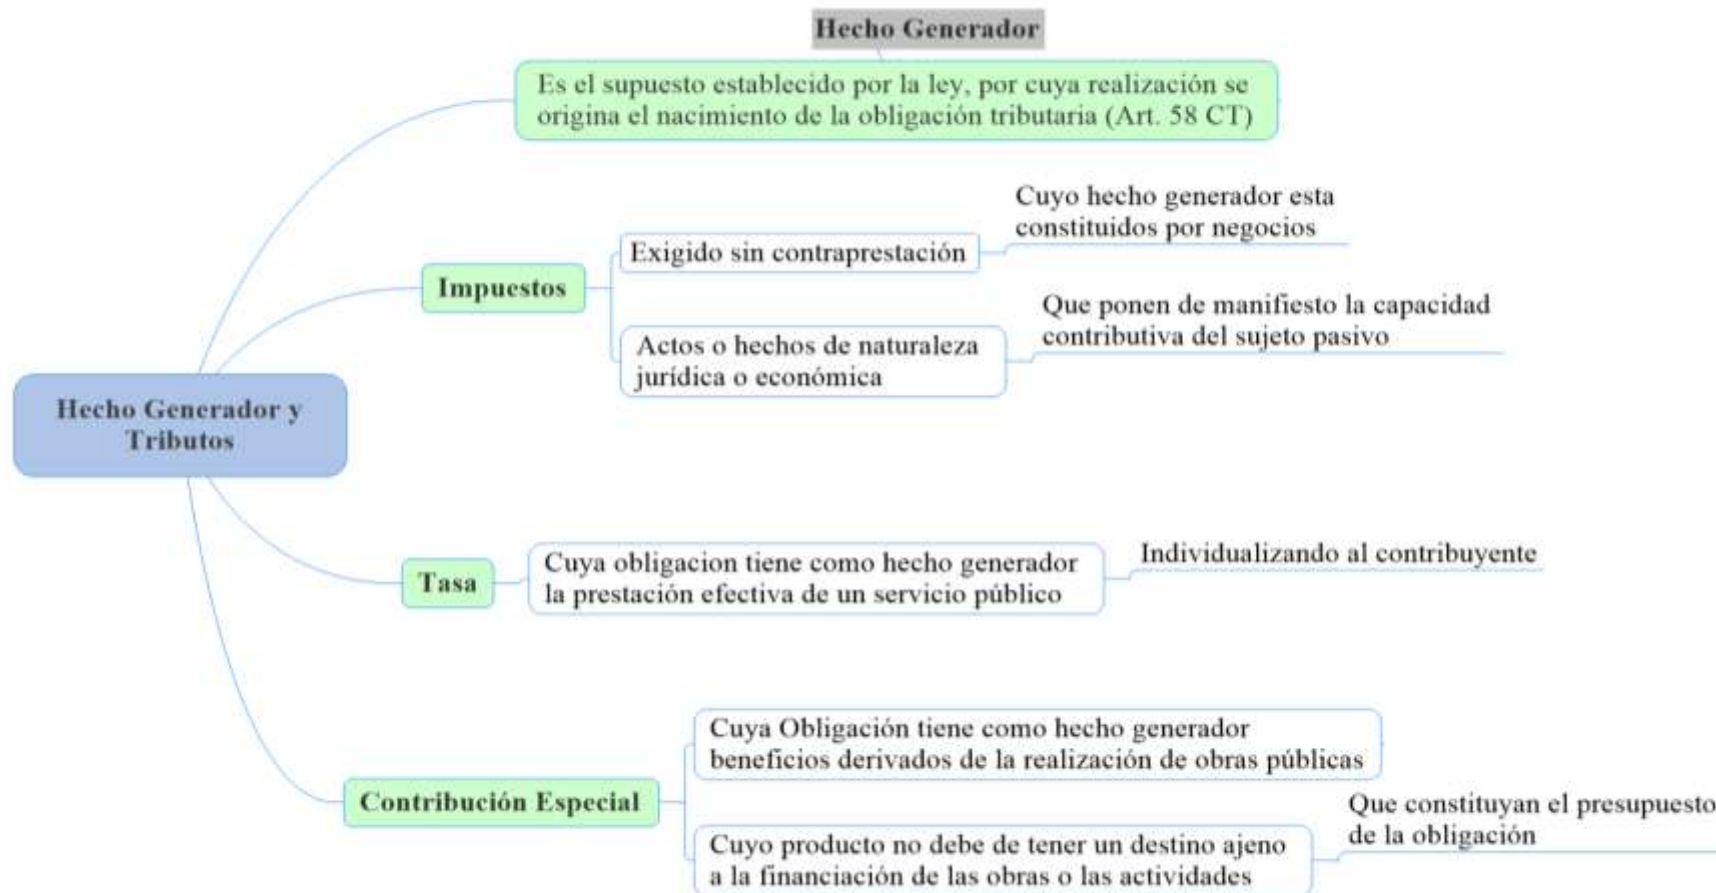 Hecho Generador
Es el supuesto establecido por la ley, por cuya realización se
origina el nacimiento de la obligación tributaria (Art. 58 CT)
Cuyo hecho generador esta
constituidos por negocios
Exigido sin contraprestación
Impuestos
Que ponen de manifiesto la capacidad
contributiva del sujeto pasivo
Actos o hechos de naturaleza
jurídica o económica
Hecho Generador y
Tributos
Individualizando al contribuyente
Cuya obligacion tiene como hecho generador
la prestación efectiva de un servicio público
Tasa
Cuya Obligación tiene como hecho generador
beneficios derivados de la realización de obras públicas
Contribución Especial
Que constituyan el presupuesto
de la obligación
Cuyo producto no debe de tener un destino ajeno
a la financiación de las obras o las actividades